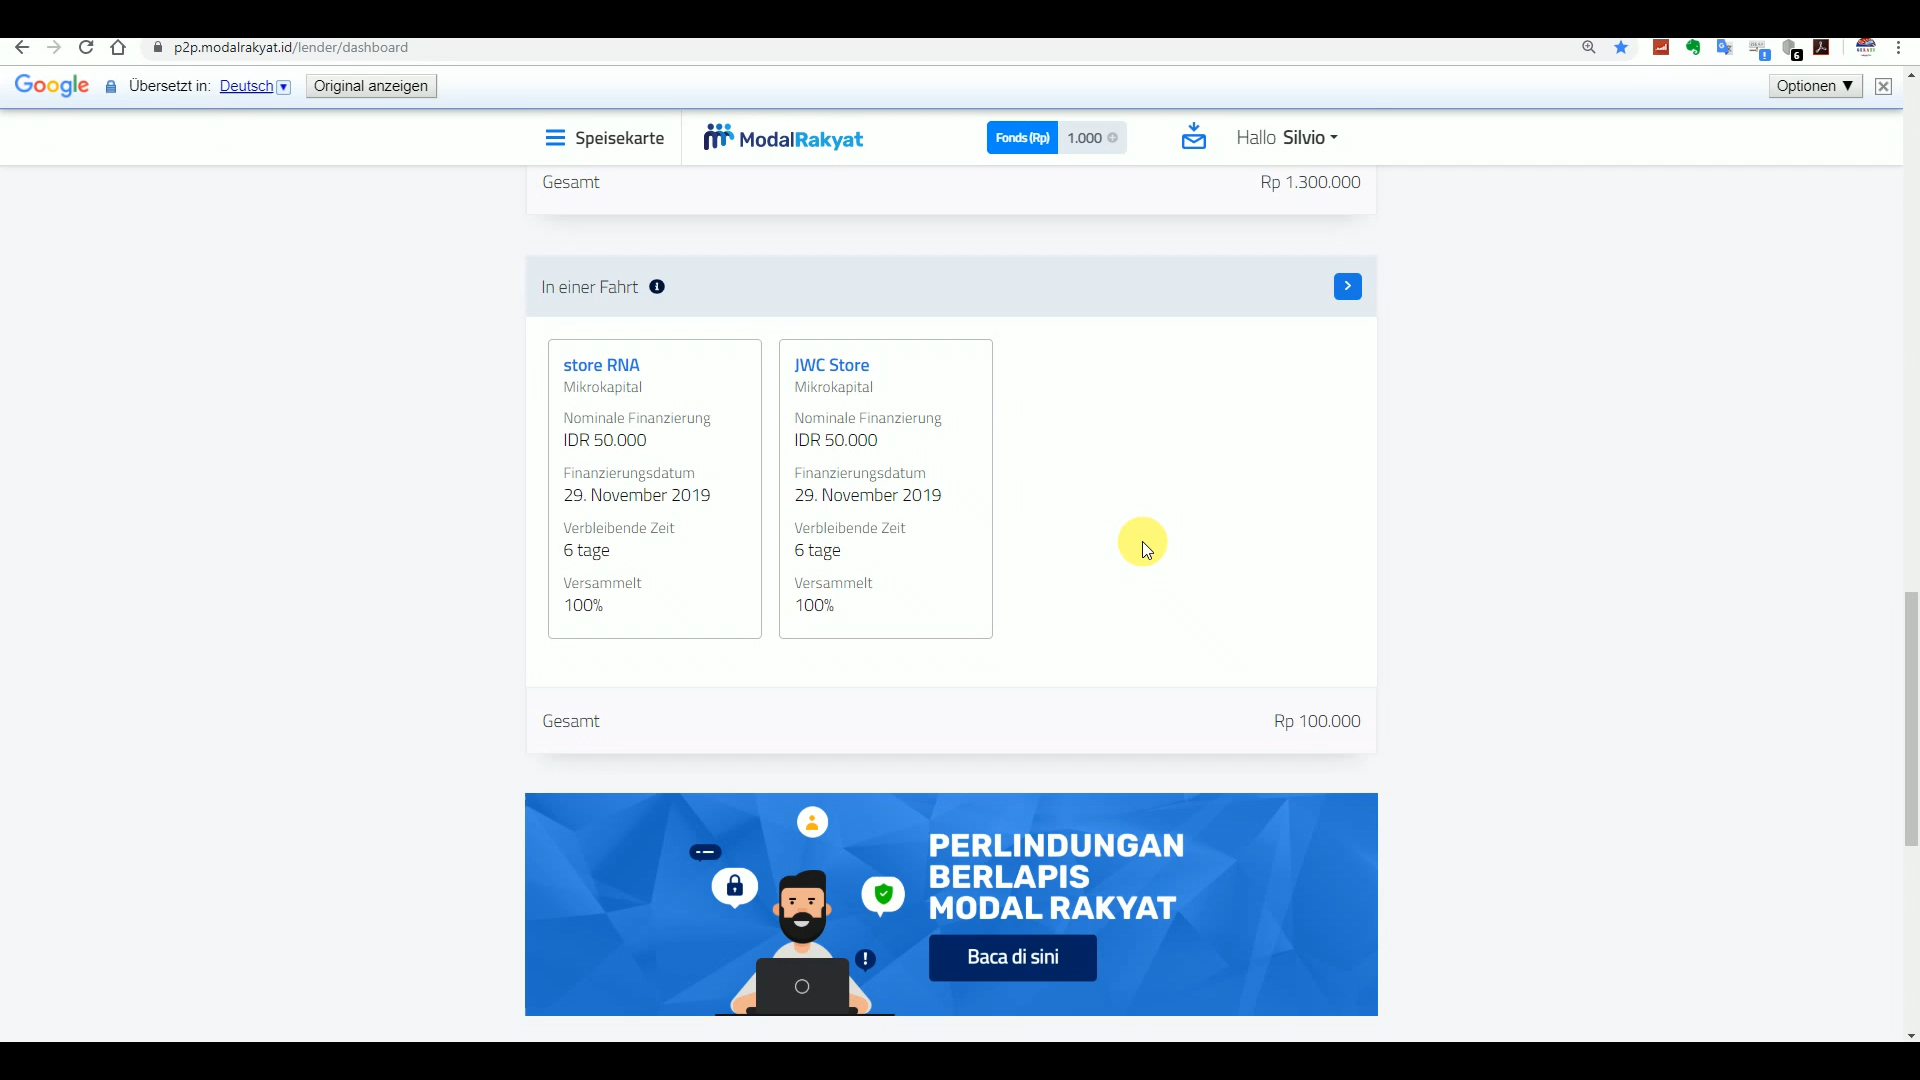 p2p.modalrakyat.id/lender/dashboard
6
Google Übersetzt in: Deutsch Original anzeigen Optionen ▼
Speisekarte ModalRakyat Fonds (Rp) 1.000 Hallo Silvio
Gesamt Rp 1.300.000
In einer Fahrt
store RNA
Mikrokapital
Nominale Finanzierung
IDR 50.000
Finanzierungsdatum
29. November 2019
Verbleibende Zeit
6 tage
Versammelt
100%
JWC Store
Mikrokapital
Nominale Finanzierung
IDR 50.000
Finanzierungsdatum
29. November 2019
Verbleibende Zeit
6 tage
Versammelt
100%
Gesamt Rp 100.000
PERLINDUNGAN
BERLAPIS
MODAL RAKYAT
Baca di sini